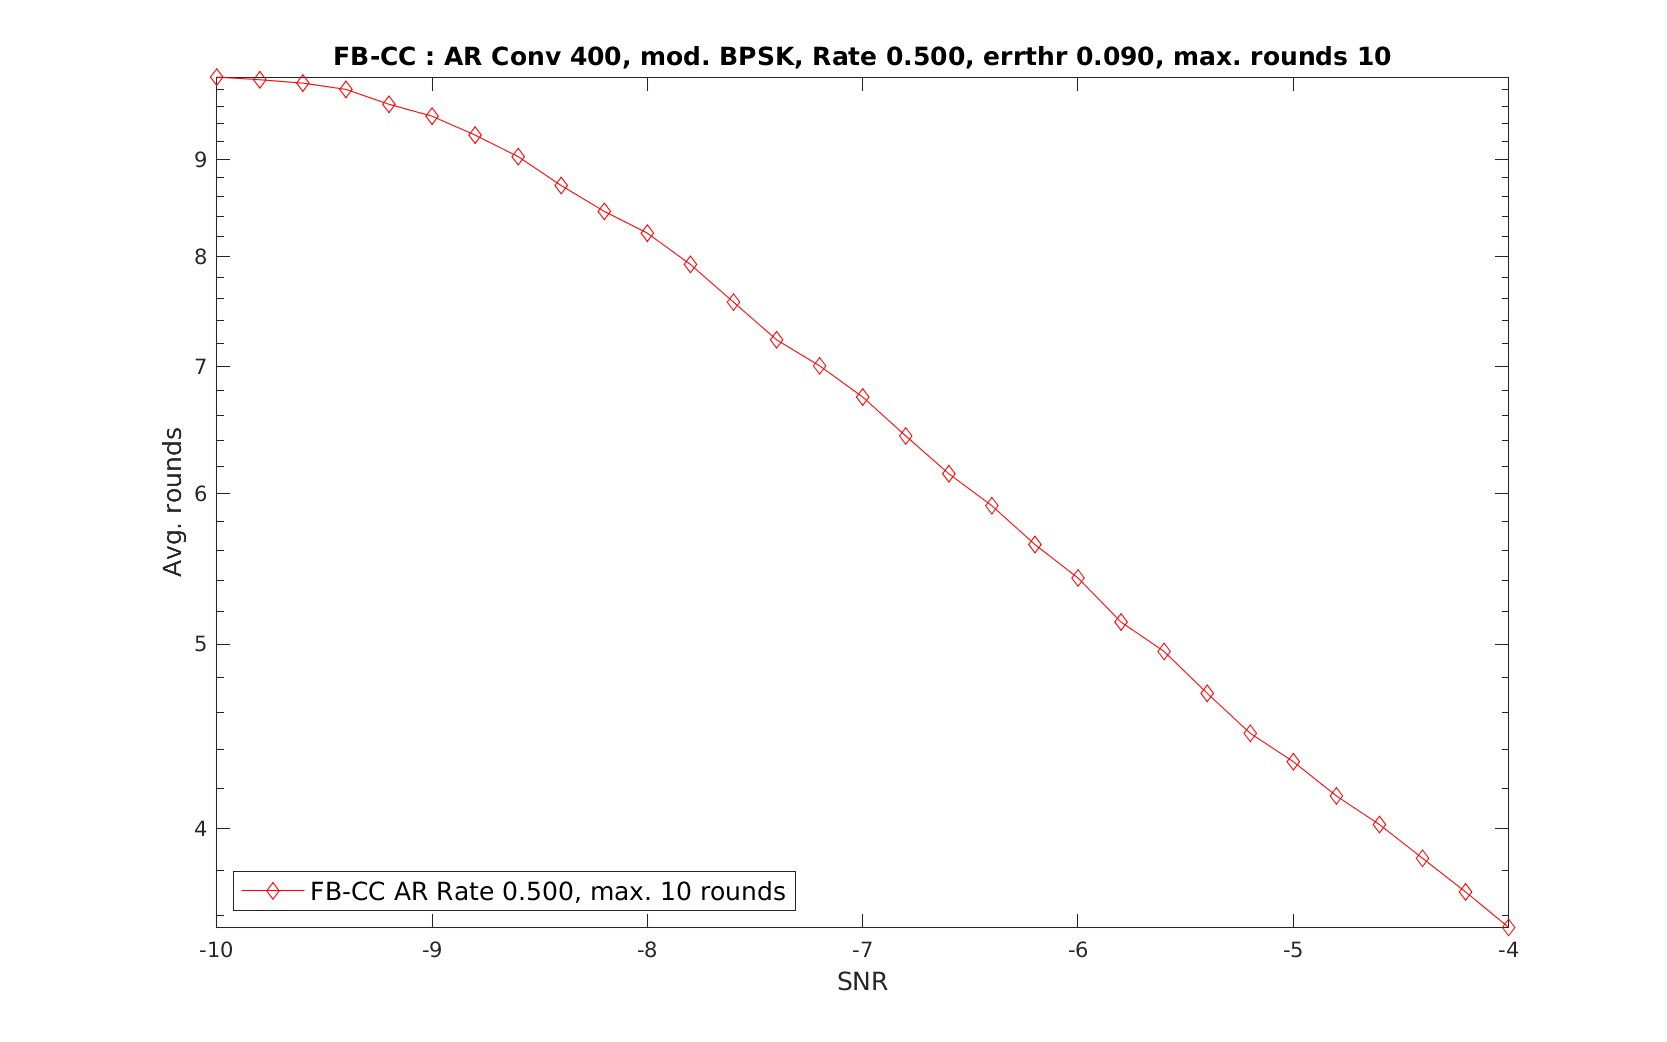 FB-CC : AR Conv 400, mod. BPSK, Rate 0.500, errthr 0.090, max. rounds 10
9
8
7
6
5
4
Avg. rounds
FB-CC AR Rate 0.500, max. 10 rounds
-10 -9 -8 -7 -6 -5 -4
SNR